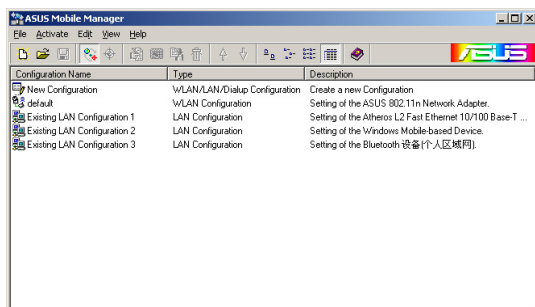 ASUS Mobile Manager
File Activate Edit View Help
ASUS
Configuration Name Type Description
New Configuration WLAN/LAN/Dialup Configuration Create a new Configuration
default WLAN Configuration Setting of the ASUS 802.11n Network Adapter.
Existing LAN Configuration 1 LAN Configuration Setting of the Atheros L2 Fast Ethernet 10/100 Base-T ...
Existing LAN Configuration 2 LAN Configuration Setting of the Windows Mobile-based Device.
Existing LAN Configuration 3 LAN Configuration Setting of the Bluetooth 设备(个人区域网).